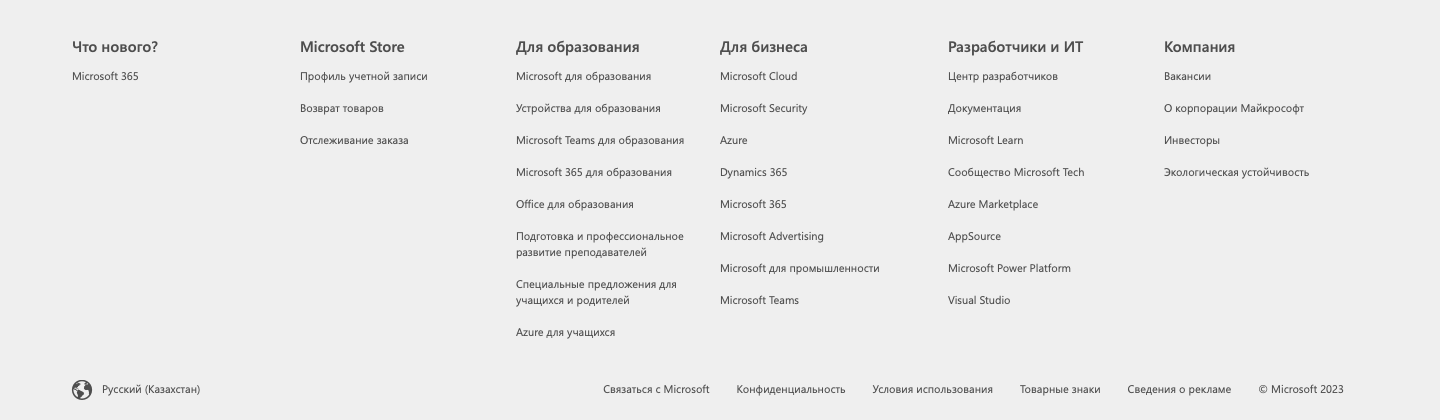 Что нового?
Microsoft 365
Microsoft Store
Профиль учетной записи
Возврат товаров
Отслеживание заказа
Для образования
Microsoft для образования
Устройства для образования
Microsoft Teams для образования
Microsoft 365 для образования
Office для образования
Подготовка и профессиональное
развитие преподавателей
Специальные предложения для
учащихся и родителей
Azure для учащихся
Для бизнеса
Microsoft Cloud
Microsoft Security
Azure
Dynamics 365
Microsoft 365
Microsoft Advertising
Microsoft для промышленности
Microsoft Teams
Разработчики и ИТ
Центр разработчиков
Документация
Microsoft Learn
Сообщество Microsoft Tech
Azure Marketplace
AppSource
Microsoft Power Platform
Visual Studio
Компания
Вакансии
О корпорации Майкрософт
Инвесторы
Экологическая устойчивость
Русский (Казахстан)
Связаться с Microsoft
Конфиденциальность
Условия использования
Товарные знаки
Сведения о рекламе
© Microsoft 2023